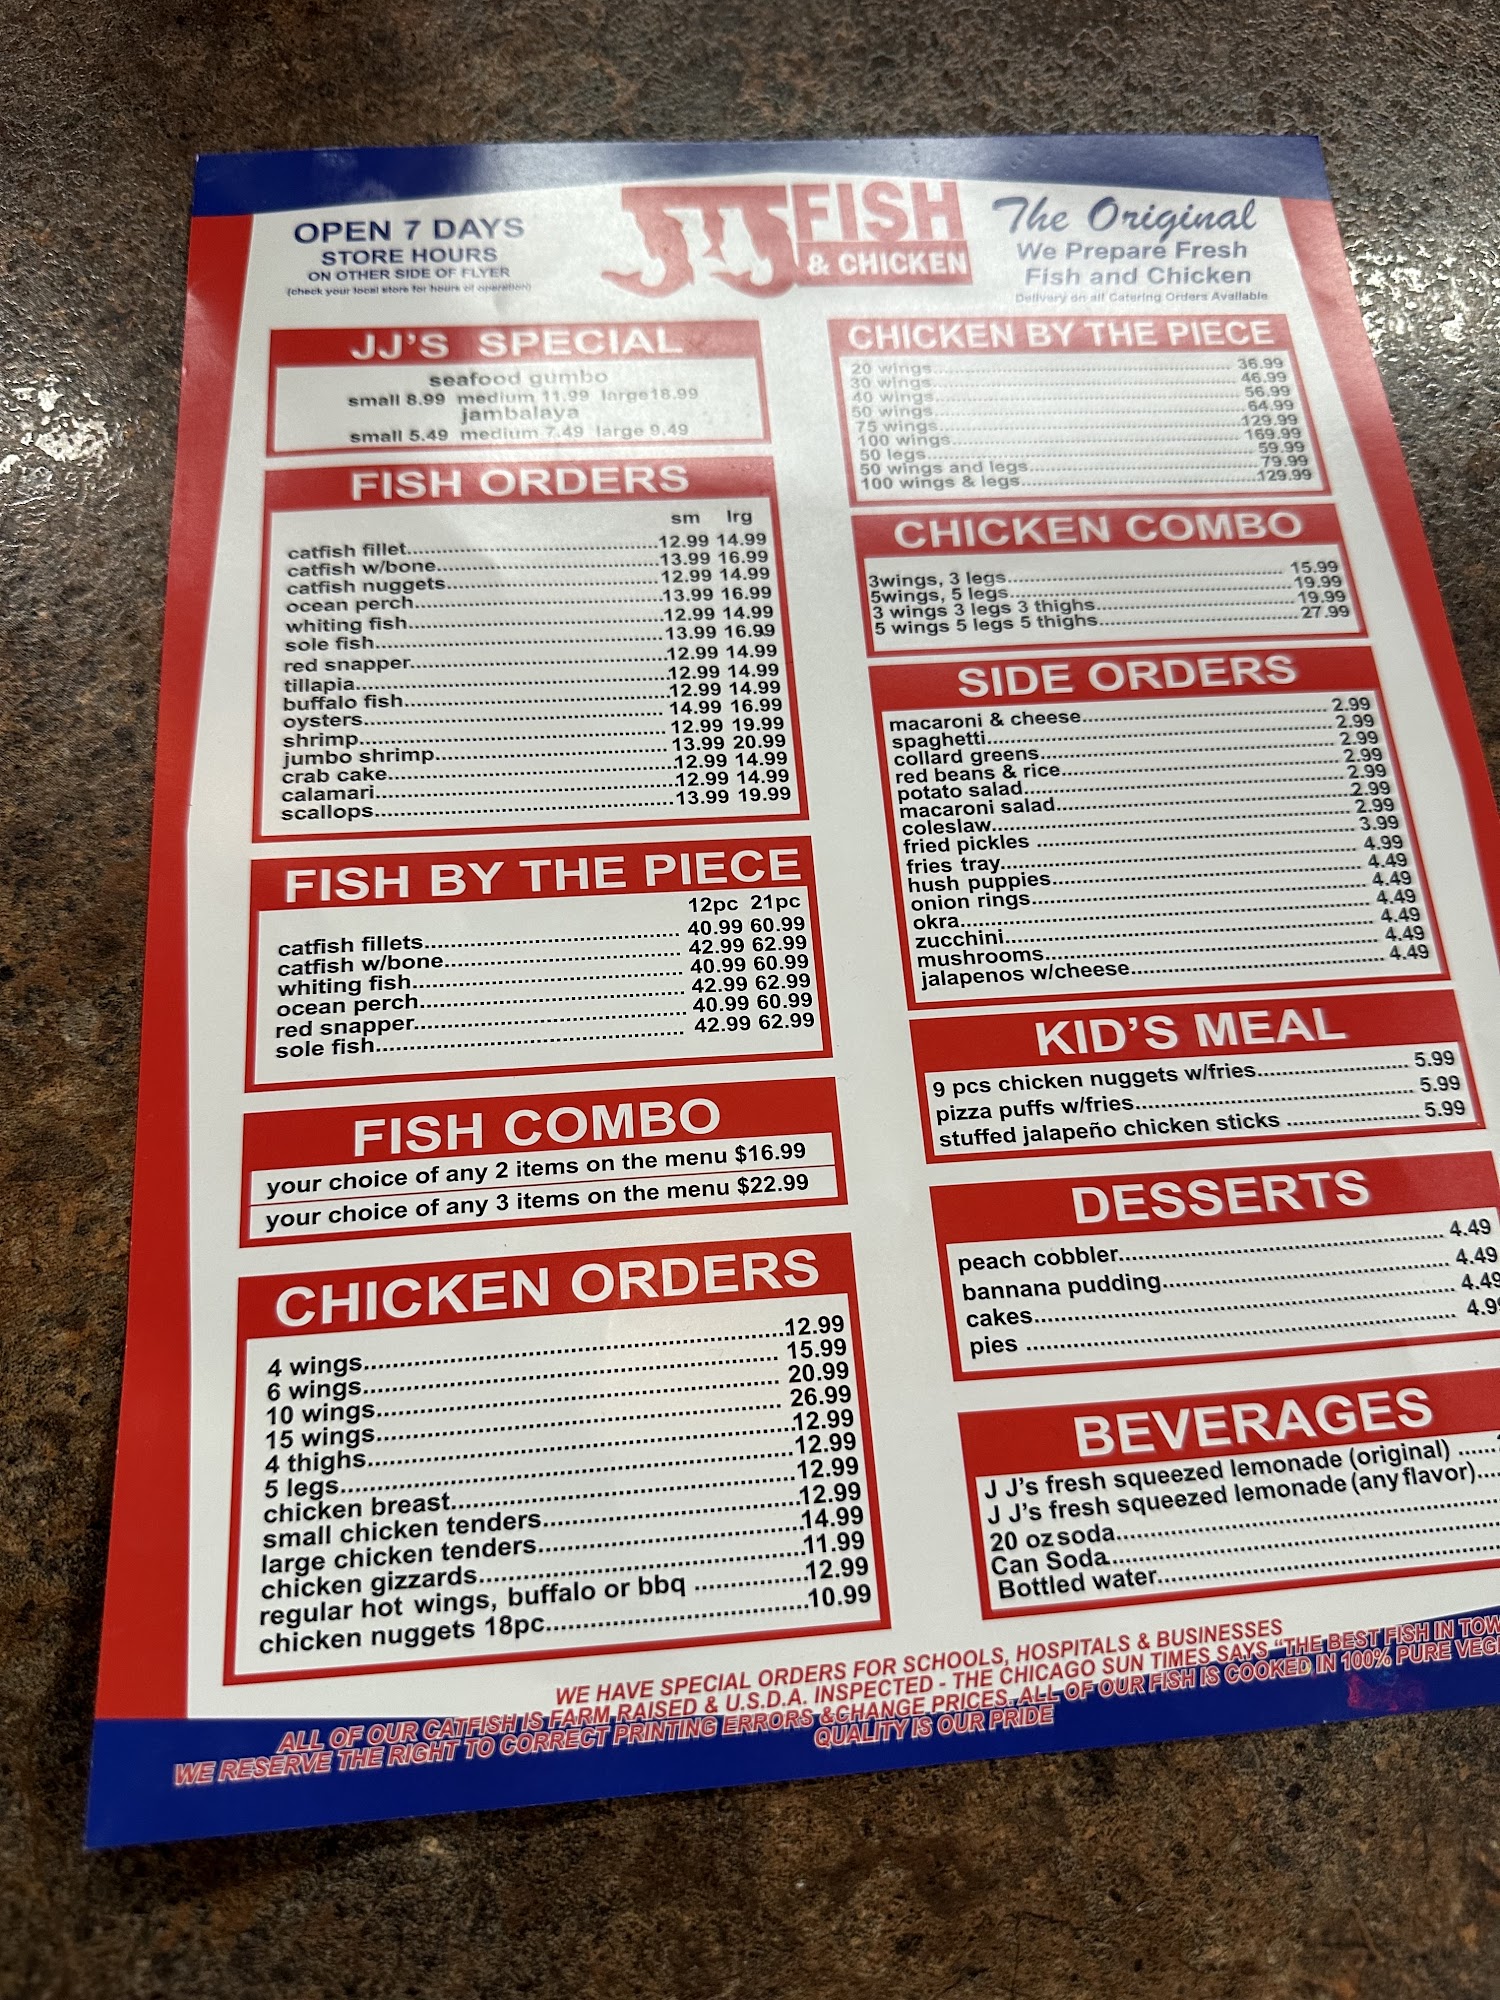 OPEN 7 DAYS
STORE HOURS
ON OTHER SIDE OF FLYER
(check your local store for hours of operation)
JJ'S FISH
& CHICKEN
The Original
We Prepare Fresh
Fish and Chicken
Delivery on all Catering Orders Available
JJ'S SPECIAL
seafood gumbo
small 8.99 medium 11.99 large18.99
jambalaya
small 5.49 medium 7.49 large 9.49
FISH ORDERS
sm lrg
catfish fillet 12.99 14.99
catfish w/bone 13.99 16.99
catfish nuggets 12.99 14.99
ocean perch 13.99 16.99
whiting fish 12.99 14.99
sole fish 13.99 16.99
red snapper 12.99 14.99
tillapia 12.99 14.99
buffalo fish 12.99 14.99
oysters 14.99 16.99
shrimp 12.99 19.99
jumbo shrimp 13.99 20.99
crab cake 12.99 14.99
calamari 12.99 14.99
scallops 13.99 19.99
FISH BY THE PIECE
12pc 21pc
catfish fillets 40.99 60.99
catfish w/bone 42.99 62.99
whiting fish 40.99 60.99
ocean perch 42.99 62.99
red snapper 40.99 60.99
sole fish 42.99 62.99
FISH COMBO
your choice of any 2 items on the menu $16.99
your choice of any 3 items on the menu $22.99
CHICKEN ORDERS
4 wings 12.99
6 wings 15.99
10 wings 20.99
15 wings 26.99
4 thighs 12.99
5 legs 12.99
chicken breast 12.99
small chicken tenders 12.99
large chicken tenders 14.99
chicken gizzards 11.99
regular hot wings, buffalo or bbq 12.99
chicken nuggets 18pc 10.99
CHICKEN BY THE PIECE
20 wings 36.99
30 wings 46.99
40 wings 56.99
50 wings 64.99
75 wings 129.99
100 wings 169.99
50 legs 59.99
50 wings and legs 79.99
100 wings & legs 129.99
CHICKEN COMBO
3wings, 3 legs 15.99
5wings, 5 legs 19.99
3 wings 3 legs 3 thighs 19.99
5 wings 5 legs 5 thighs 27.99
SIDE ORDERS
macaroni & cheese 2.99
spaghetti 2.99
collard greens 2.99
red beans & rice 2.99
potato salad 2.99
macaroni salad 2.99
coleslaw 2.99
fried pickles 3.99
fries tray 4.99
hush puppies 4.49
onion rings 4.49
okra 4.49
zucchini 4.49
mushrooms 4.49
jalapenos w/cheese 4.49
KID'S MEAL
9 pcs chicken nuggets w/fries 5.99
pizza puffs w/fries 5.99
stuffed jalapeño chicken sticks 5.99
DESSERTS
peach cobbler 4.49
bannana pudding 4.49
cakes 4.49
pies 4.9
BEVERAGES
J J's fresh squeezed lemonade (original)
J J's fresh squeezed lemonade (any flavor)
20 oz soda
Can Soda
Bottled water
WE HAVE SPECIAL ORDERS FOR SCHOOLS, HOSPITALS & BUSINESSES
ALL OF OUR CATFISH IS FARM RAISED & U.S.D.A. INSPECTED - THE CHICAGO SUN TIMES SAYS "THE BEST FISH IN TOW
WE RESERVE THE RIGHT TO CORRECT PRINTING ERRORS &CHANGE PRICES. ALL OF OUR FISH IS COOKED IN 100% PURE VEG
QUALITY IS OUR PRIDE